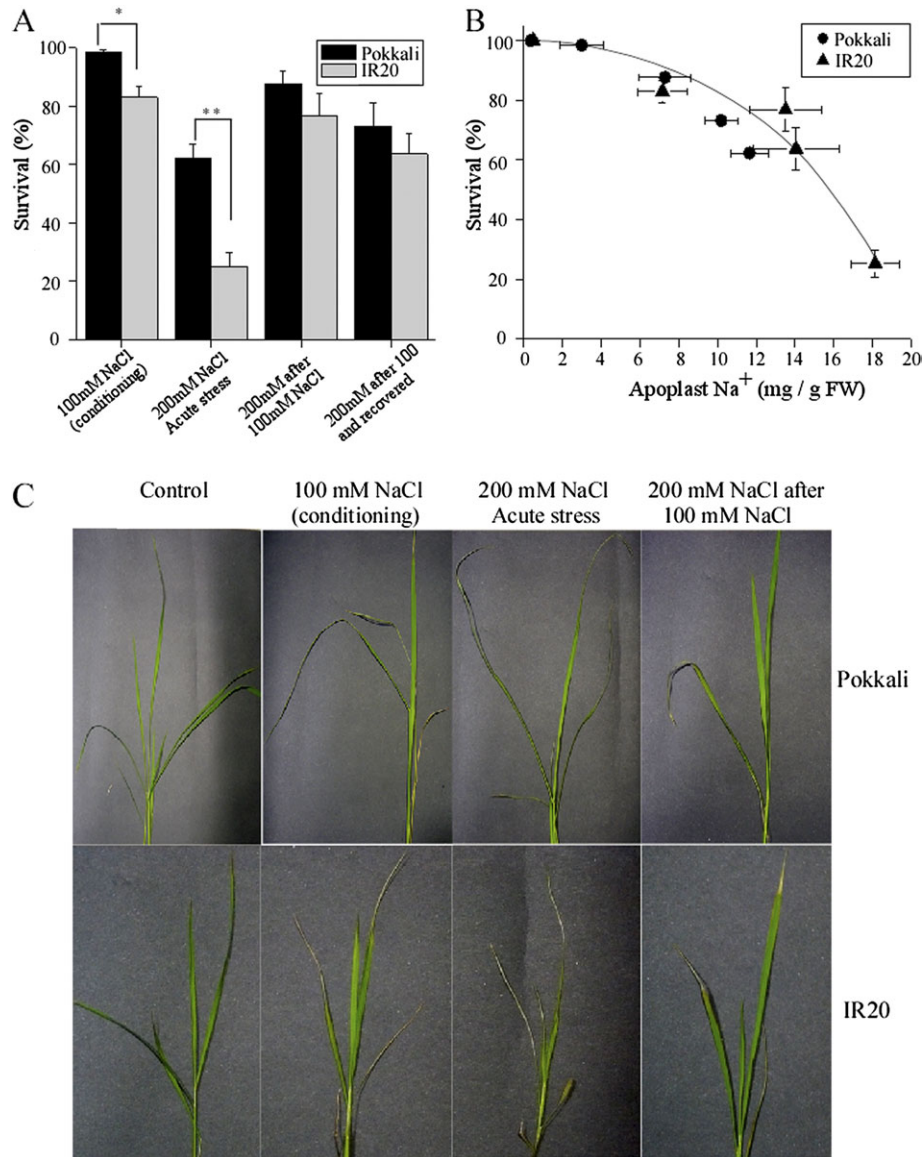 A
*
**
Pokkali
IR20
Survival (%)
100
80
60
40
20
0
100mM NaCl
(conditioning)
200mM NaCl
Acute stress
200mM after
100mM NaCl
200mM after 100
and recovered
B
Pokkali
IR20
Survival (%)
100
80
60
40
20
0
0 2 4 6 8 10 12 14 16 18 20
Apoplast Na+ (mg / g FW)
C
Control
100 mM NaCl
(conditioning)
200 mM NaCl
Acute stress
200 mM NaCl after
100 mM NaCl
Pokkali
IR20